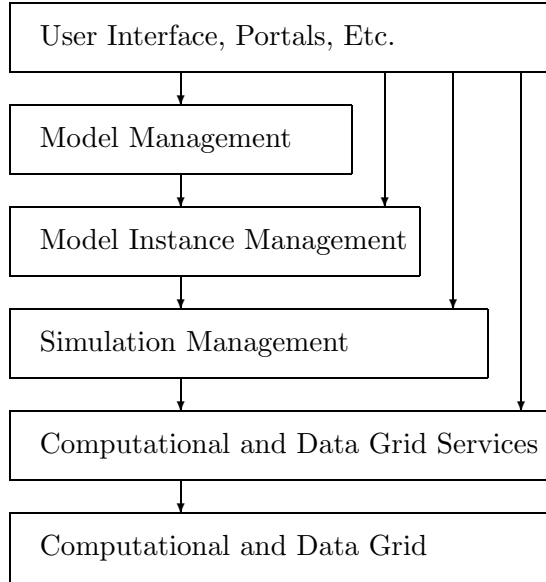 User Interface, Portals, Etc.
Model Management
Model Instance Management
Simulation Management
Computational and Data Grid Services
Computational and Data Grid